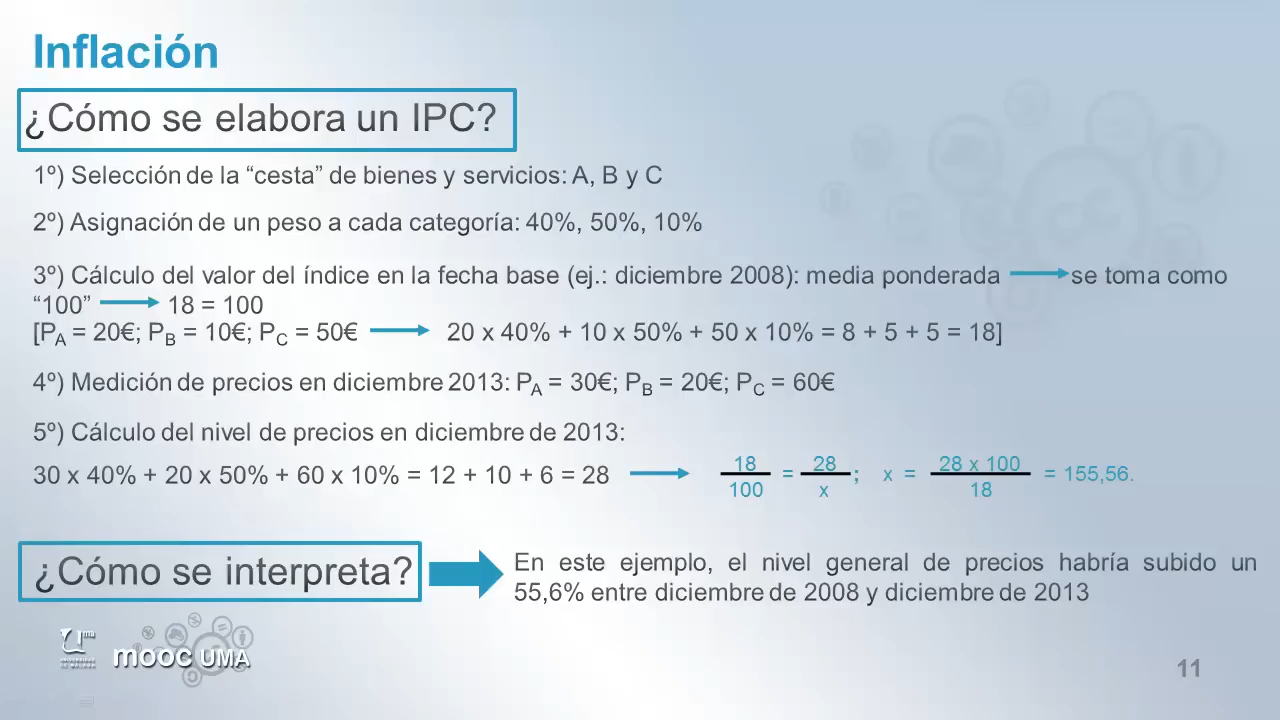 Inflación
¿Cómo se elabora un IPC?
1º) Selección de la “cesta” de bienes y servicios: A, B y C
2º) Asignación de un peso a cada categoría: 40%, 50%, 10%
3º) Cálculo del valor del índice en la fecha base (ej.: diciembre 2008): media ponderada → se toma como
“100” → 18 = 100
[PA = 20€; PB = 10€; PC = 50€ → 20 x 40% + 10 x 50% + 50 x 10% = 8 + 5 + 5 = 18]
4º) Medición de precios en diciembre 2013: PA = 30€; PB = 20€; PC = 60€
5º) Cálculo del nivel de precios en diciembre de 2013:
30 x 40% + 20 x 50% + 60 x 10% = 12 + 10 + 6 = 28 → 18/100 = 28/x ; x = 28 x 100/18 = 155,56.
¿Cómo se interpreta?
En este ejemplo, el nivel general de precios habría subido un
55,6% entre diciembre de 2008 y diciembre de 2013
mooc UMA
11